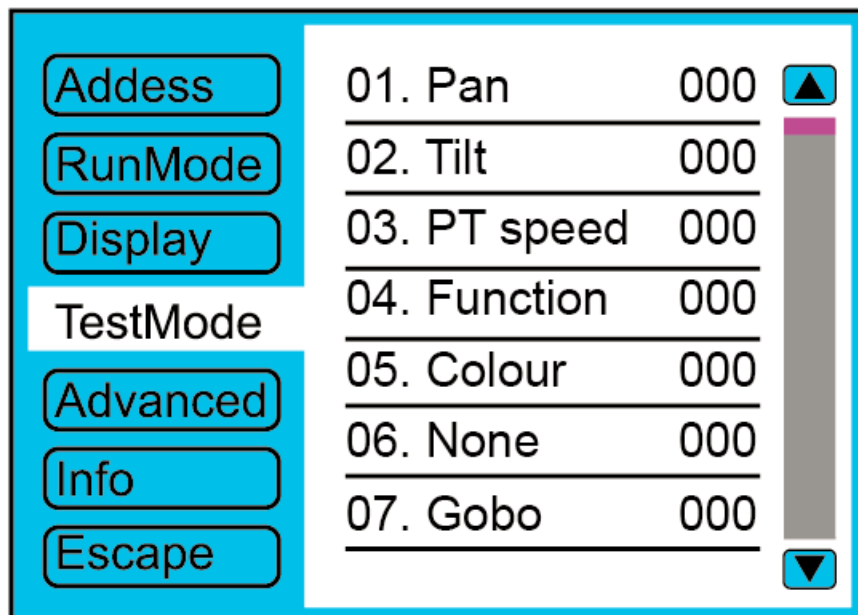 Addess
RunMode
Display
TestMode
Advanced
Info
Escape
01. Pan 000
02. Tilt 000
03. PT speed 000
04. Function 000
05. Colour 000
06. None 000
07. Gobo 000